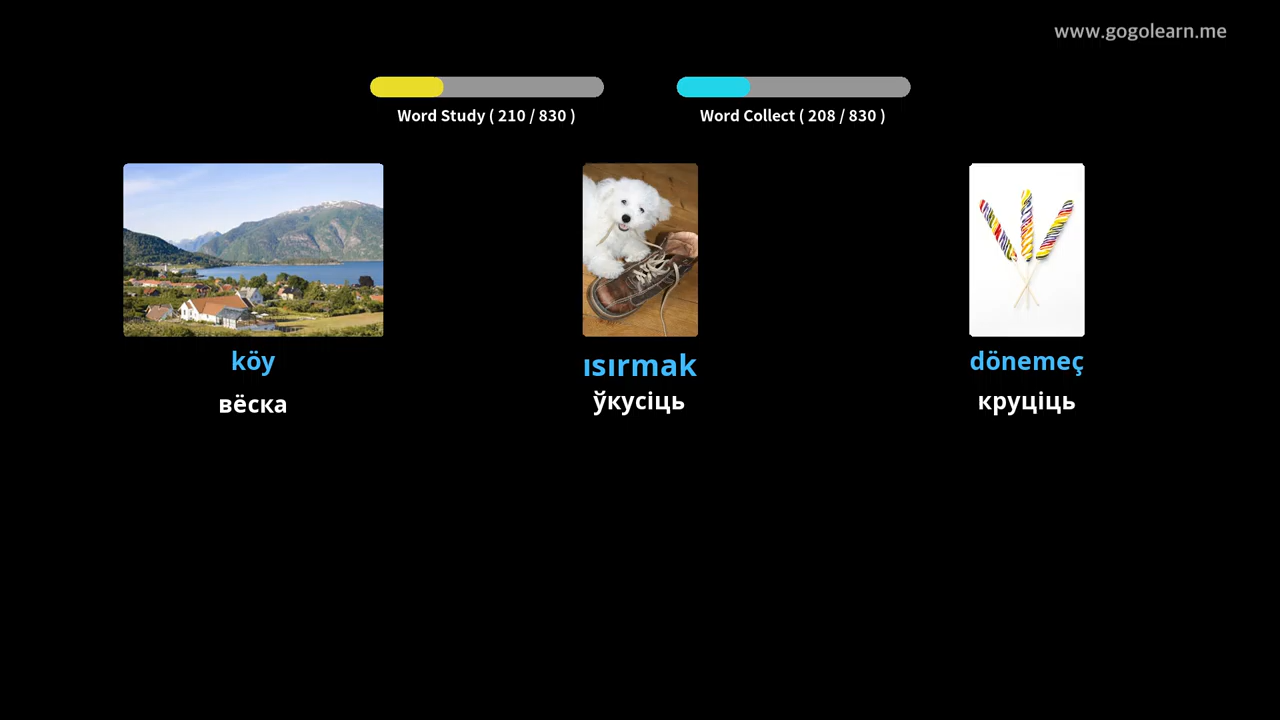 www.gogolearn.me
Word Study ( 210 / 830 )
Word Collect ( 208 / 830 )
köy
ısırmak
dönemeç
вёска
ўкусіць
круціць